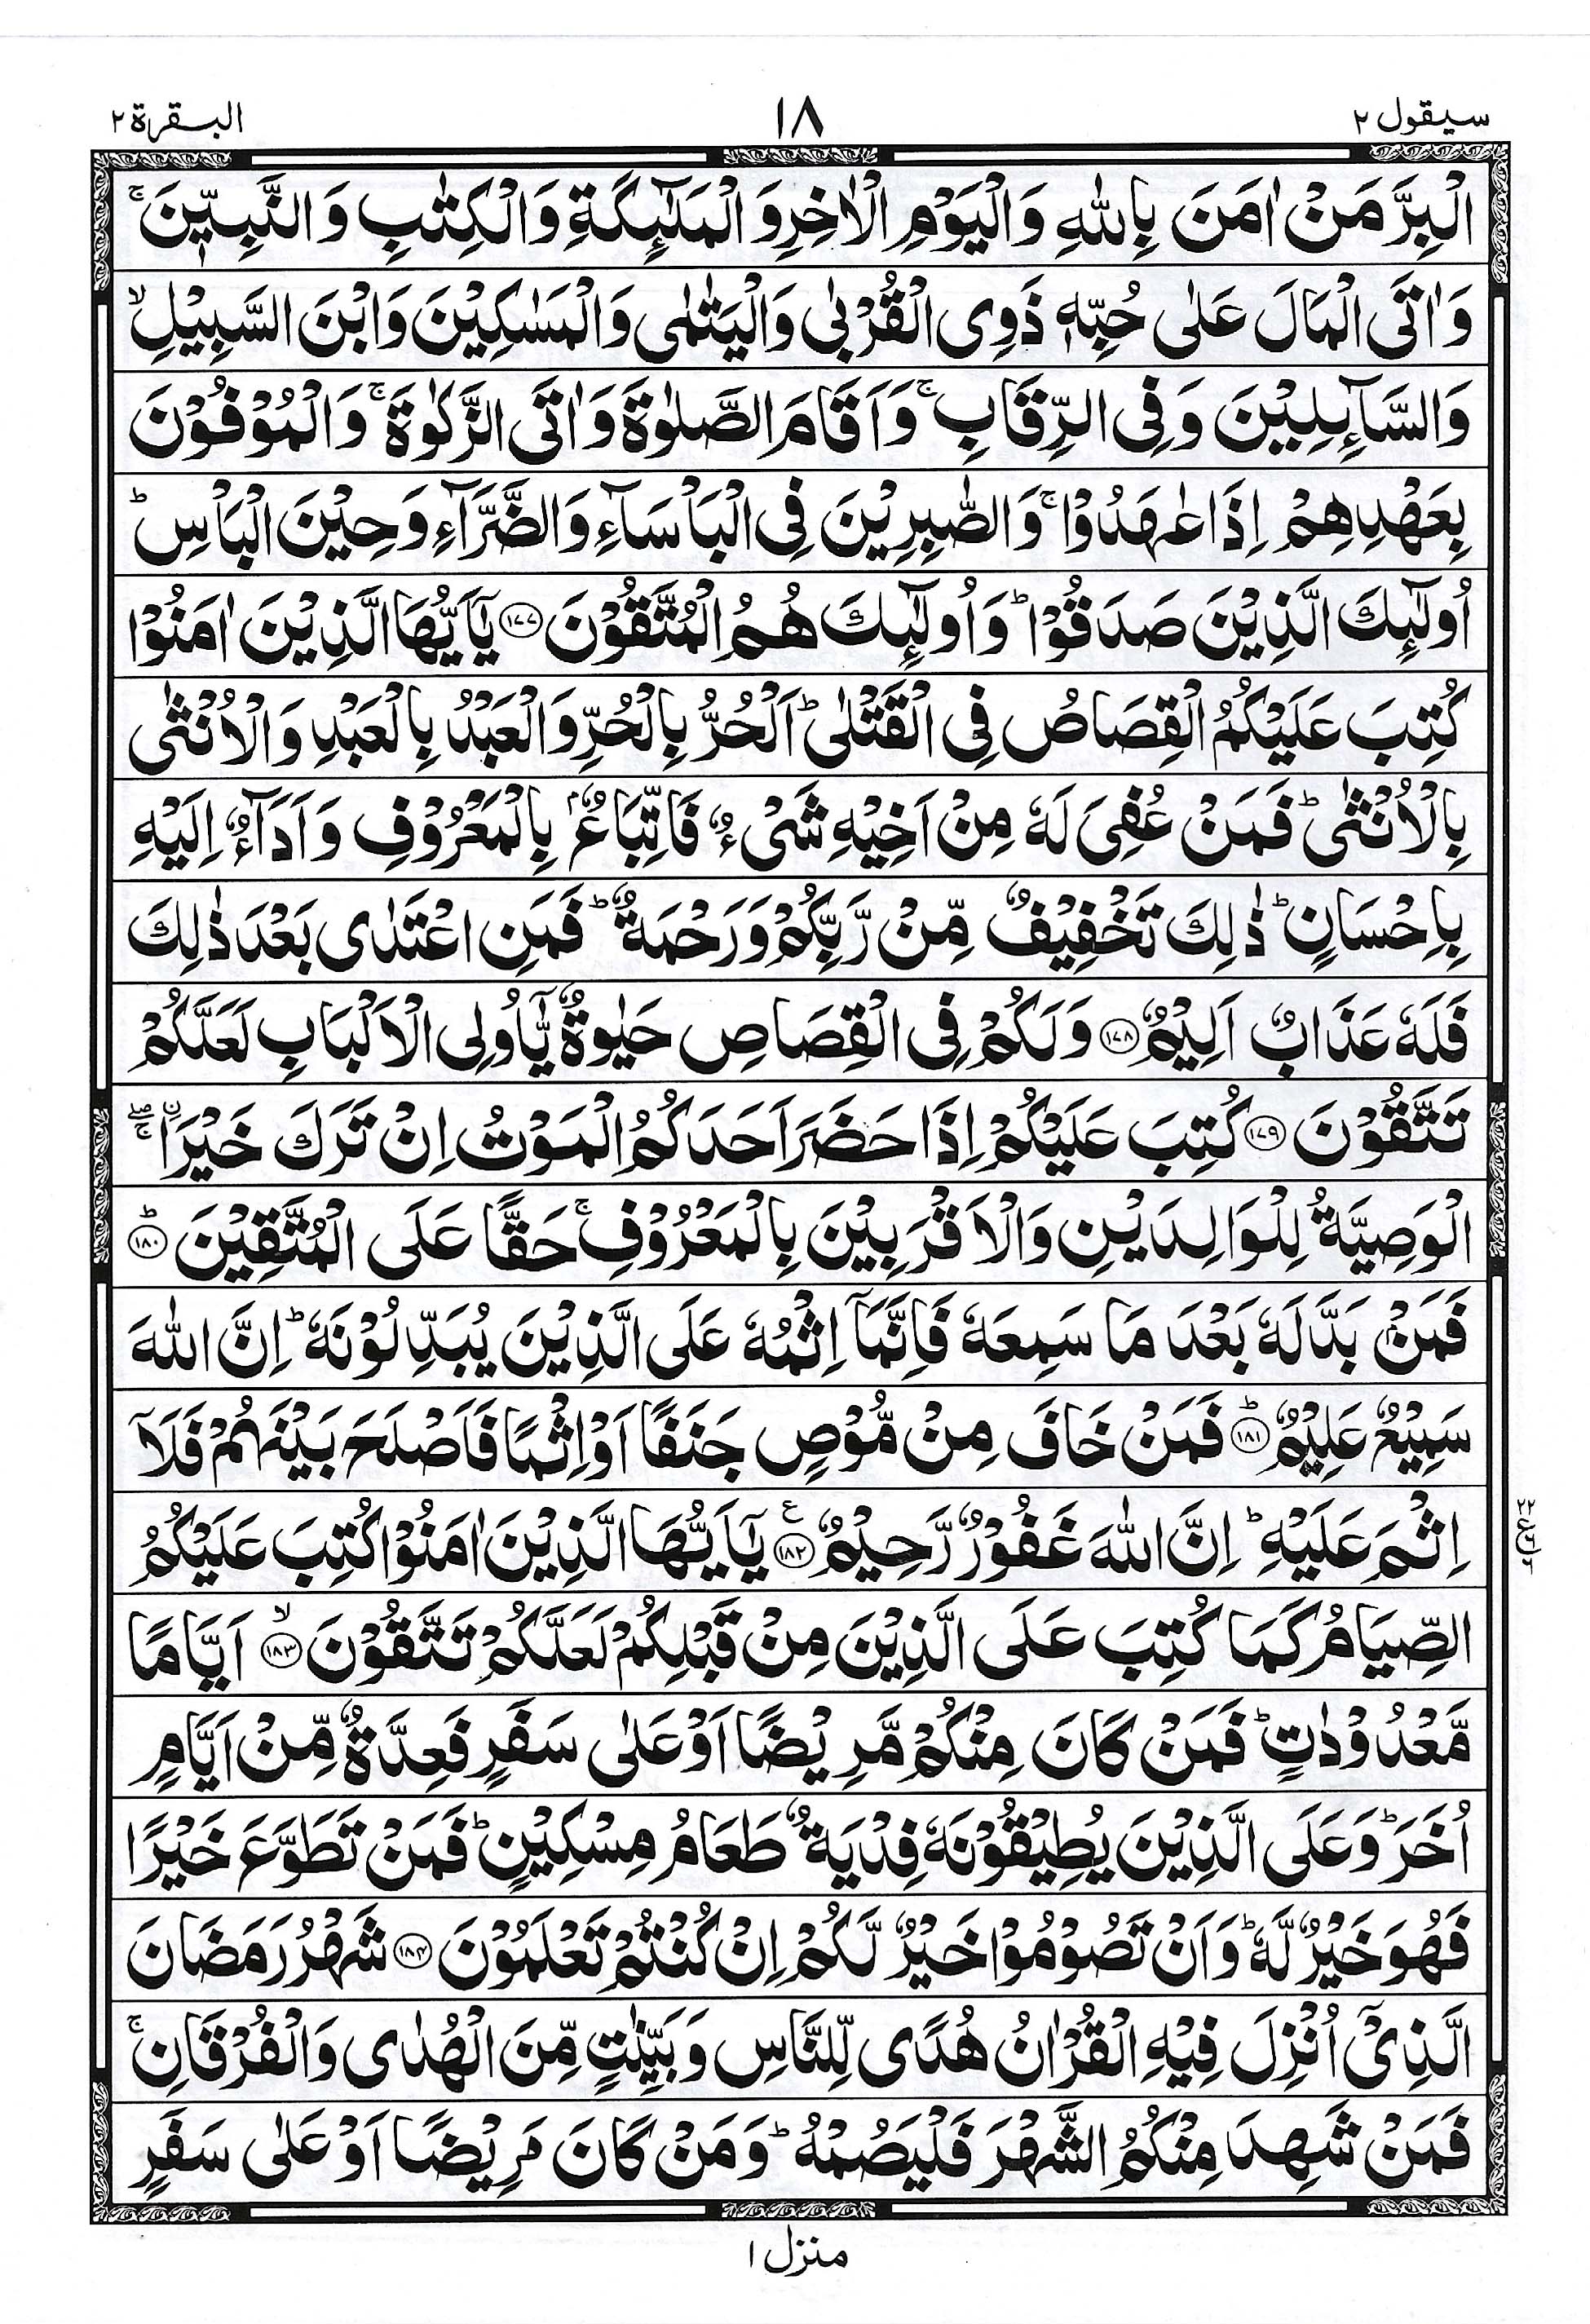 سيقول ٢
١٨
البقرة ٢
الْبِرَّ مَنْ اٰمَنَ بِاللّٰهِ وَالْيَوْمِ الْاٰخِرِ وَ الْمَلٰٓئِكَةِ وَالْكِتٰبِ وَ النَّبِيّٖنَ ۚ
وَ اٰتَى الْمَالَ عَلٰى حُبِّهٖ ذَوِى الْقُرْبٰى وَالْيَتٰمٰى وَالْمَسٰكِيْنَ وَابْنَ السَّبِيْلِ ۙ
وَالسَّآئِلِيْنَ وَ فِى الرِّقَابِ ۚ وَ اَقَامَ الصَّلٰوةَ وَ اٰتَى الزَّكٰوةَ ۚ وَ الْمُوْفُوْنَ
بِعَهْدِهِمْ اِذَا عٰهَدُوْا ۚ وَالصّٰبِرِيْنَ فِى الْبَاْسَآءِ وَالضَّرَّآءِ وَ حِيْنَ الْبَاْسِ ؕ
اُولٰٓئِكَ الَّذِيْنَ صَدَقُوْا ؕ وَ اُولٰٓئِكَ هُمُ الْمُتَّقُوْنَ ﴿١٧٧﴾ يٰٓاَيُّهَا الَّذِيْنَ اٰمَنُوْا
كُتِبَ عَلَيْكُمُ الْقِصَاصُ فِى الْقَتْلٰى ؕ اَلْحُرُّ بِالْحُرِّ وَ الْعَبْدُ بِالْعَبْدِ وَ الْاُنْثٰى
بِالْاُنْثٰى ؕ فَمَنْ عُفِىَ لَهٗ مِنْ اَخِيْهِ شَىْءٌ فَاتِّبَاعٌۢ بِالْمَعْرُوْفِ وَ اَدَآءٌ اِلَيْهِ
بِاِحْسَانٍ ؕ ذٰلِكَ تَخْفِيْفٌ مِّنْ رَّبِّكُمْ وَ رَحْمَةٌ ؕ فَمَنِ اعْتَدٰى بَعْدَ ذٰلِكَ
فَلَهٗ عَذَابٌ اَلِيْمٌ ﴿١٧٨﴾ وَ لَكُمْ فِى الْقِصَاصِ حَيٰوةٌ يّٰٓاُولِى الْاَلْبَابِ لَعَلَّكُمْ
تَتَّقُوْنَ ﴿١٧٩﴾ كُتِبَ عَلَيْكُمْ اِذَا حَضَرَ اَحَدَكُمُ الْمَوْتُ اِنْ تَرَكَ خَيْرَا ۖۚ ۨ
الْوَصِيَّةُ لِلْوَالِدَيْنِ وَالْاَقْرَبِيْنَ بِالْمَعْرُوْفِ ۚ حَقًّا عَلَى الْمُتَّقِيْنَ ؕ ﴿١٨٠﴾
فَمَنْۢ بَدَّلَهٗ بَعْدَ مَا سَمِعَهٗ فَاِنَّمَآ اِثْمُهٗ عَلَى الَّذِيْنَ يُبَدِّلُوْنَهٗ ؕ اِنَّ اللّٰهَ
سَمِيْعٌ عَلِيْمٌ ؕ ﴿١٨١﴾ فَمَنْ خَافَ مِنْ مُّوْصٍ جَنَفًا اَوْ اِثْمًا فَاَصْلَحَ بَيْنَهُمْ فَلَآ
اِثْمَ عَلَيْهِ ؕ اِنَّ اللّٰهَ غَفُوْرٌ رَّحِيْمٌ ﴿١٨٢﴾ ع يٰٓاَيُّهَا الَّذِيْنَ اٰمَنُوْا كُتِبَ عَلَيْكُمُ
الصِّيَامُ كَمَا كُتِبَ عَلَى الَّذِيْنَ مِنْ قَبْلِكُمْ لَعَلَّكُمْ تَتَّقُوْنَ ۙ ﴿١٨٣﴾ اَيَّامًا
مَّعْدُوْدٰتٍ ؕ فَمَنْ كَانَ مِنْكُمْ مَّرِيْضًا اَوْ عَلٰى سَفَرٍ فَعِدَّةٌ مِّنْ اَيَّامٍ
اُخَرَ ؕ وَعَلَى الَّذِيْنَ يُطِيْقُوْنَهٗ فِدْيَةٌ طَعَامُ مِسْكِيْنٍ ؕ فَمَنْ تَطَوَّعَ خَيْرًا
فَهُوَ خَيْرٌ لَّهٗ ؕ وَ اَنْ تَصُوْمُوْا خَيْرٌ لَّكُمْ اِنْ كُنْتُمْ تَعْلَمُوْنَ ﴿١٨٤﴾ شَهْرُ رَمَضَانَ
الَّذِىْٓ اُنْزِلَ فِيْهِ الْقُرْاٰنُ هُدًى لِّلنَّاسِ وَ بَيِّنٰتٍ مِّنَ الْهُدٰى وَالْفُرْقَانِ ۚ
فَمَنْ شَهِدَ مِنْكُمُ الشَّهْرَ فَلْيَصُمْهُ ؕ وَ مَنْ كَانَ مَرِيْضًا اَوْ عَلٰى سَفَرٍ
منزل ١